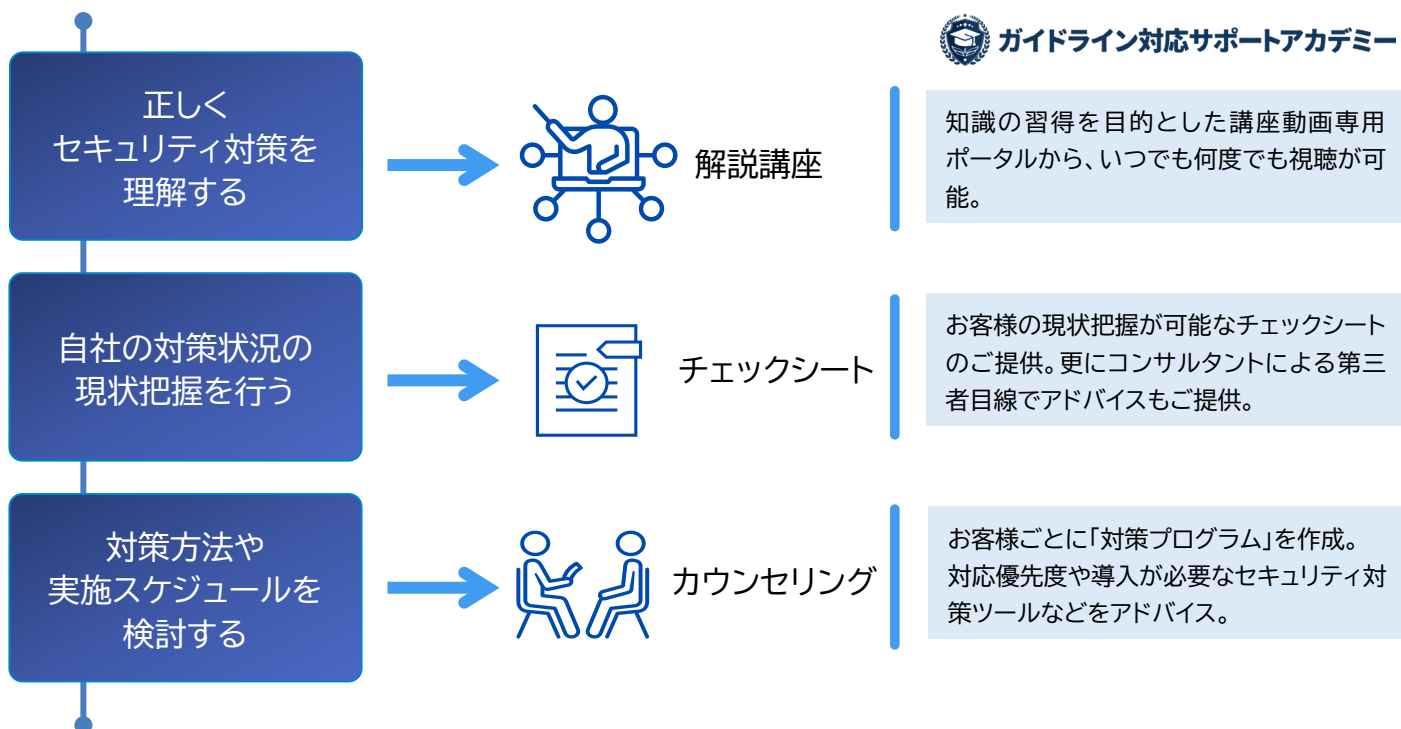 ガイドライン対応サポートアカデミー
正しく
セキュリティ対策を
理解する
解説講座
知識の習得を目的とした講座動画専用
ポータルから、いつでも何度でも視聴が可
能。
自社の対策状況の
現状把握を行う
チェックシート
お客様の現状把握が可能なチェックシート
のご提供。更にコンサルタントによる第三
者目線でアドバイスもご提供。
対策方法や
実施スケジュールを
検討する
カウンセリング
お客様ごとに「対策プログラム」を作成。
対応優先度や導入が必要なセキュリティ対
策ツールなどをアドバイス。